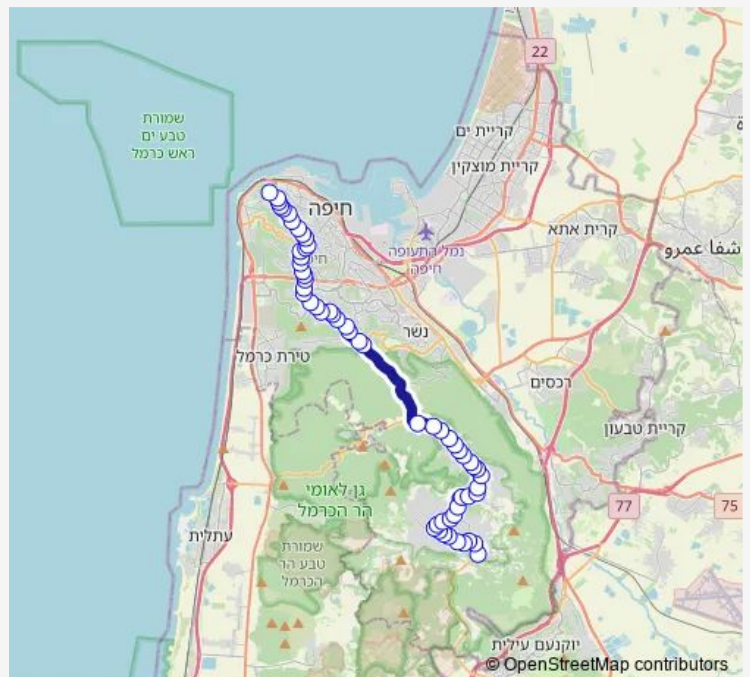 22
שמורת
טבע ים
ראש כרמל
קריית ים
קריית מוצקין
חיפה
קרית אתא
שפא עמרו
נמל התעופה
חיפה
נשר
טירת כרמל
רכסים
קריית טבעון
גן לאומי
הר הכרמל
77
75
עתלית
שמורת
טבע הר
הכרמל
יוקנעם עילית
© OpenStreetMap contributors